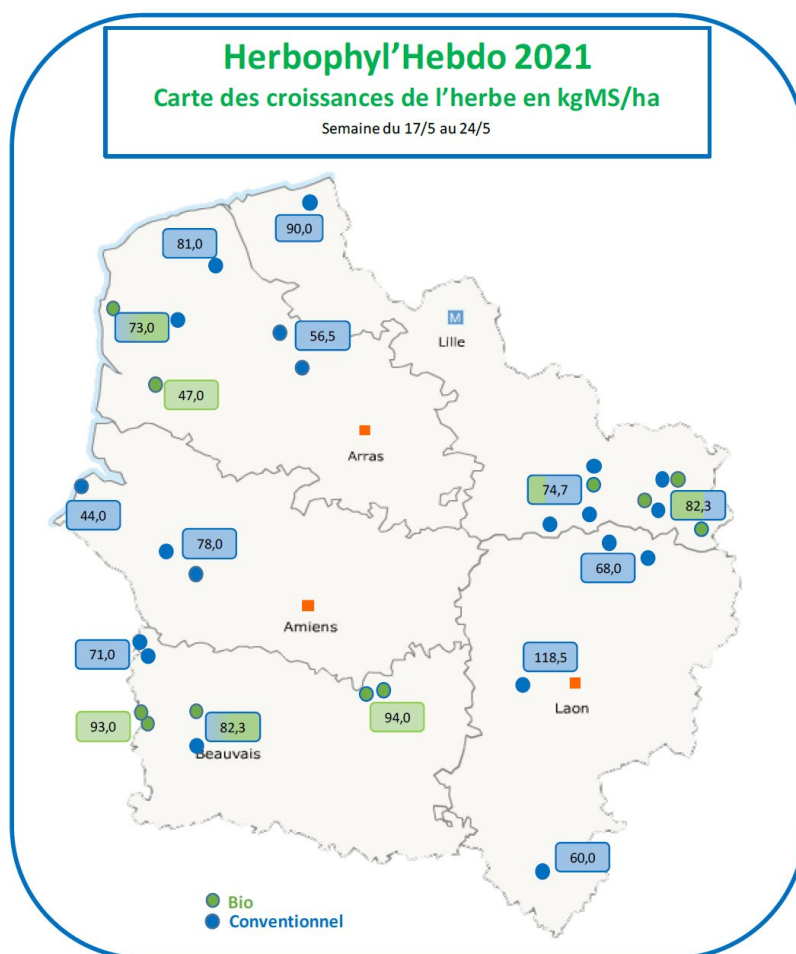 Herbophyl’Hebdo 2021
Carte des croissances de l’herbe en kgMS/ha
Semaine du 17/5 au 24/5
90,0
81,0
73,0
56,5
M
Lille
47,0
Arras
74,7
82,3
44,0
78,0
68,0
Amiens
71,0
118,5
Laon
93,0
82,3
94,0
Beauvais
60,0
Bio
Conventionnel